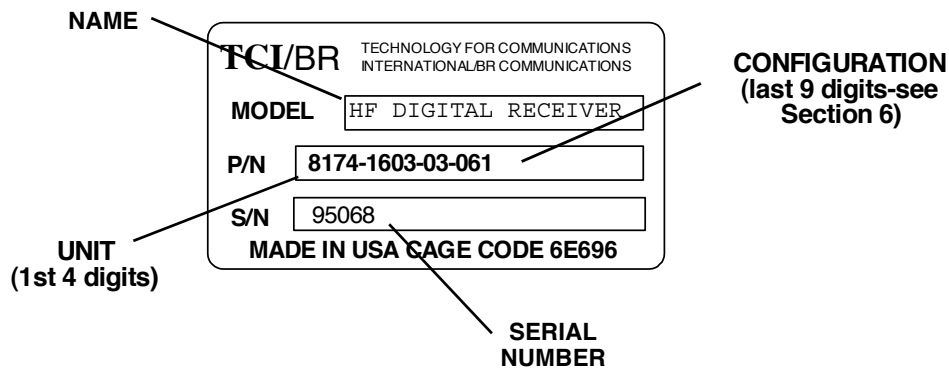 NAME
TCI/BR TECHNOLOGY FOR COMMUNICATIONS
INTERNATIONAL/BR COMMUNICATIONS
MODEL HF DIGITAL RECEIVER
P/N 8174-1603-03-061
S/N 95068
MADE IN USA CAGE CODE 6E696
CONFIGURATION
(last 9 digits-see
Section 6)
UNIT
(1st 4 digits)
SERIAL
NUMBER